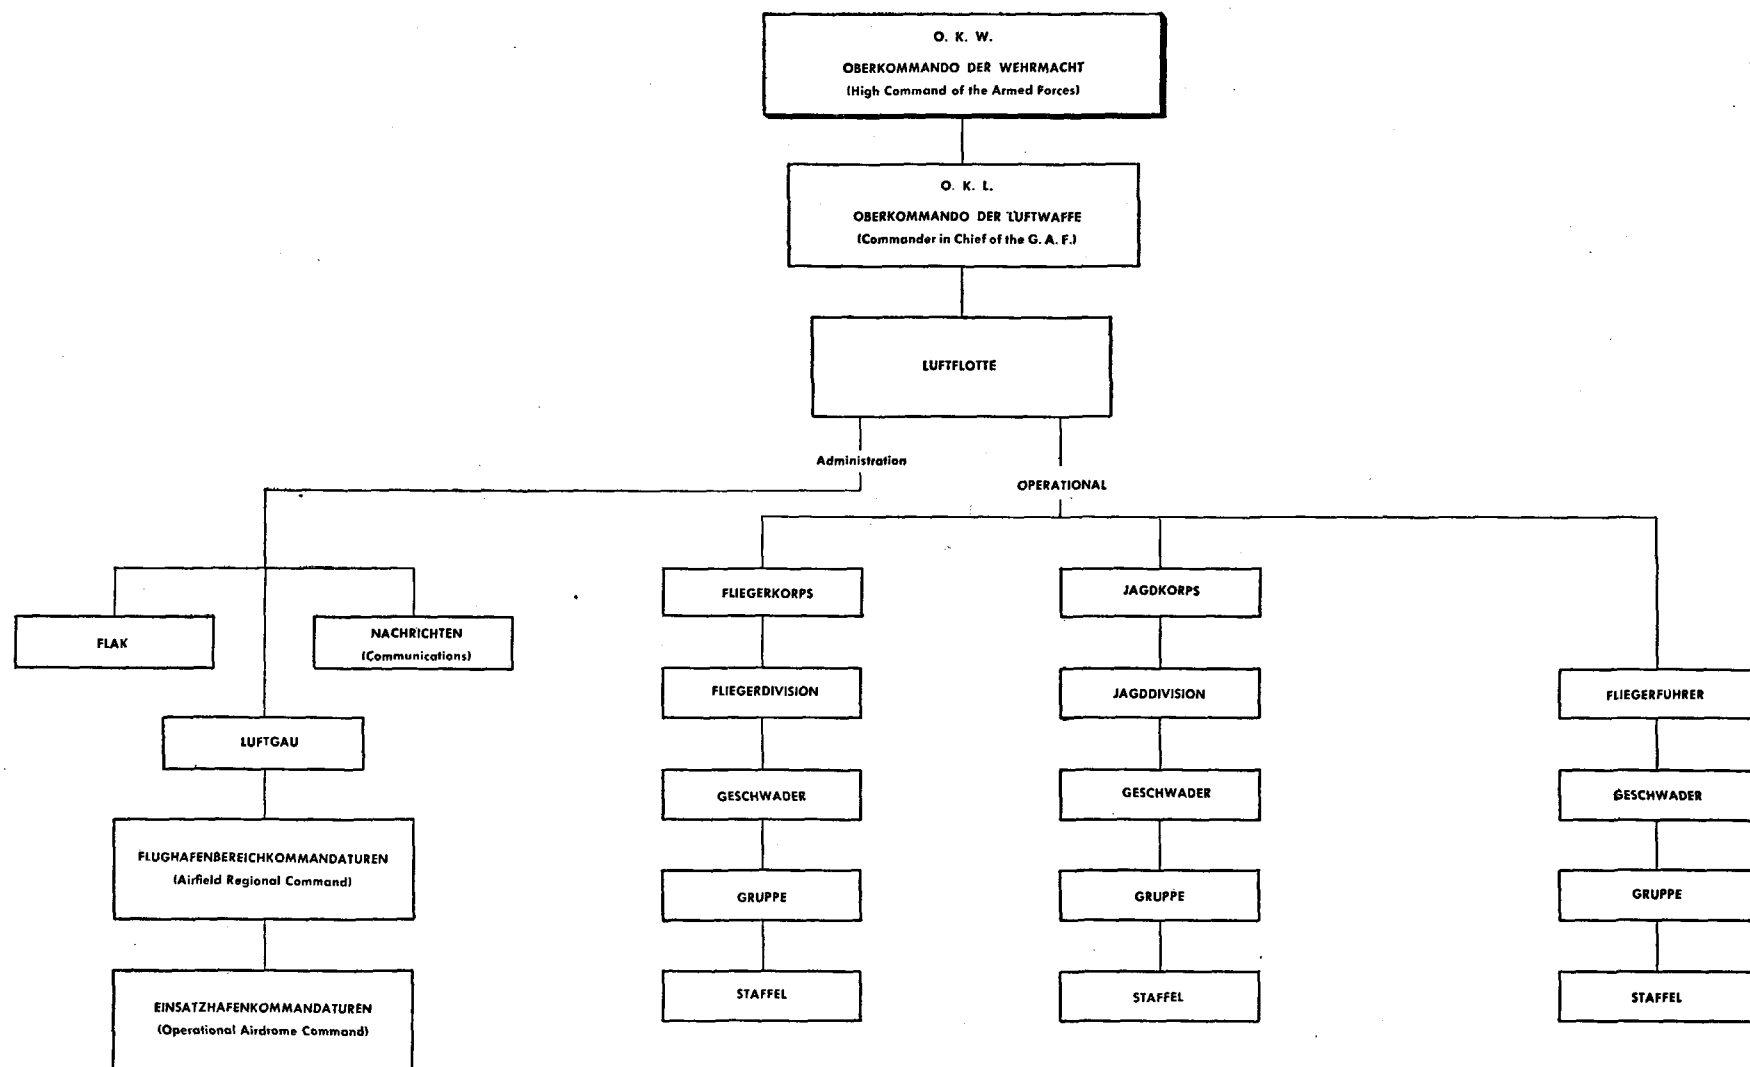 O. K. W.
OBERKOMMANDO DER WEHRMACHT
(High Command of the Armed Forces)
O. K. L.
OBERKOMMANDO DER LUFTWAFFE
(Commander in Chief of the G. A. F.)
LUFTFLOTTE
Administration
OPERATIONAL
FLAK
NACHRICHTEN
(Communications)
LUFTGAU
FLUGHAFENBEREICHKOMMANDATUREN
(Airfield Regional Command)
EINSATZHAFENKOMMANDATUREN
(Operational Airdrome Command)
FLIEGERKORPS
FLIEGERDIVISION
GESCHWADER
GRUPPE
STAFFEL
JAGDKORPS
JAGDDIVISION
GESCHWADER
GRUPPE
STAFFEL
FLIEGERFUHRER
GESCHWADER
GRUPPE
STAFFEL